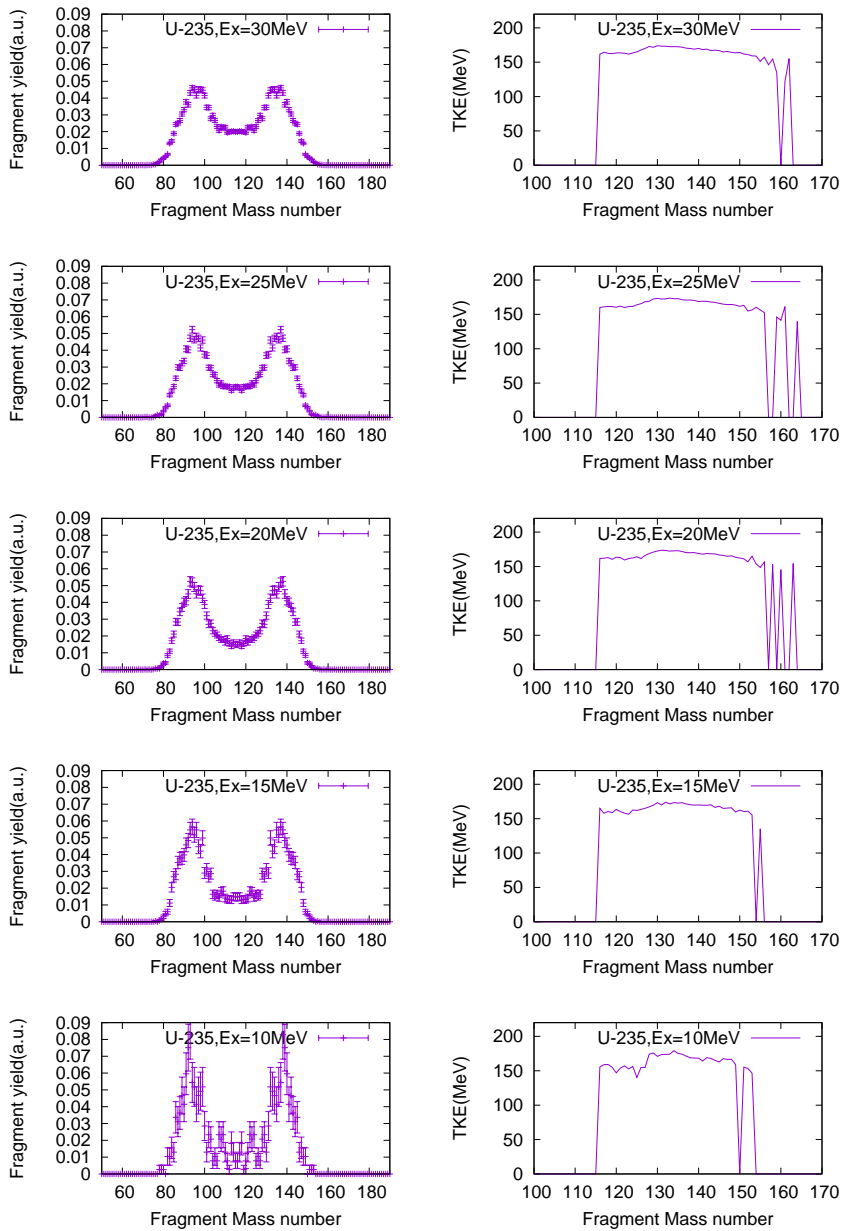 Fragment yield(a.u.)
0.09
0.08
0.07
0.06
0.05
0.04
0.03
0.02
0.01
0
U-235,Ex=30MeV
60 80 100 120 140 160 180
Fragment Mass number
TKE(MeV)
200
150
100
50
0
U-235,Ex=30MeV
100 110 120 130 140 150 160 170
Fragment Mass number
Fragment yield(a.u.)
0.09
0.08
0.07
0.06
0.05
0.04
0.03
0.02
0.01
0
U-235,Ex=25MeV
60 80 100 120 140 160 180
Fragment Mass number
TKE(MeV)
200
150
100
50
0
U-235,Ex=25MeV
100 110 120 130 140 150 160 170
Fragment Mass number
Fragment yield(a.u.)
0.09
0.08
0.07
0.06
0.05
0.04
0.03
0.02
0.01
0
U-235,Ex=20MeV
60 80 100 120 140 160 180
Fragment Mass number
TKE(MeV)
200
150
100
50
0
U-235,Ex=20MeV
100 110 120 130 140 150 160 170
Fragment Mass number
Fragment yield(a.u.)
0.09
0.08
0.07
0.06
0.05
0.04
0.03
0.02
0.01
0
U-235,Ex=15MeV
60 80 100 120 140 160 180
Fragment Mass number
TKE(MeV)
200
150
100
50
0
U-235,Ex=15MeV
100 110 120 130 140 150 160 170
Fragment Mass number
Fragment yield(a.u.)
0.09
0.08
0.07
0.06
0.05
0.04
0.03
0.02
0.01
0
U-235,Ex=10MeV
60 80 100 120 140 160 180
Fragment Mass number
TKE(MeV)
200
150
100
50
0
U-235,Ex=10MeV
100 110 120 130 140 150 160 170
Fragment Mass number